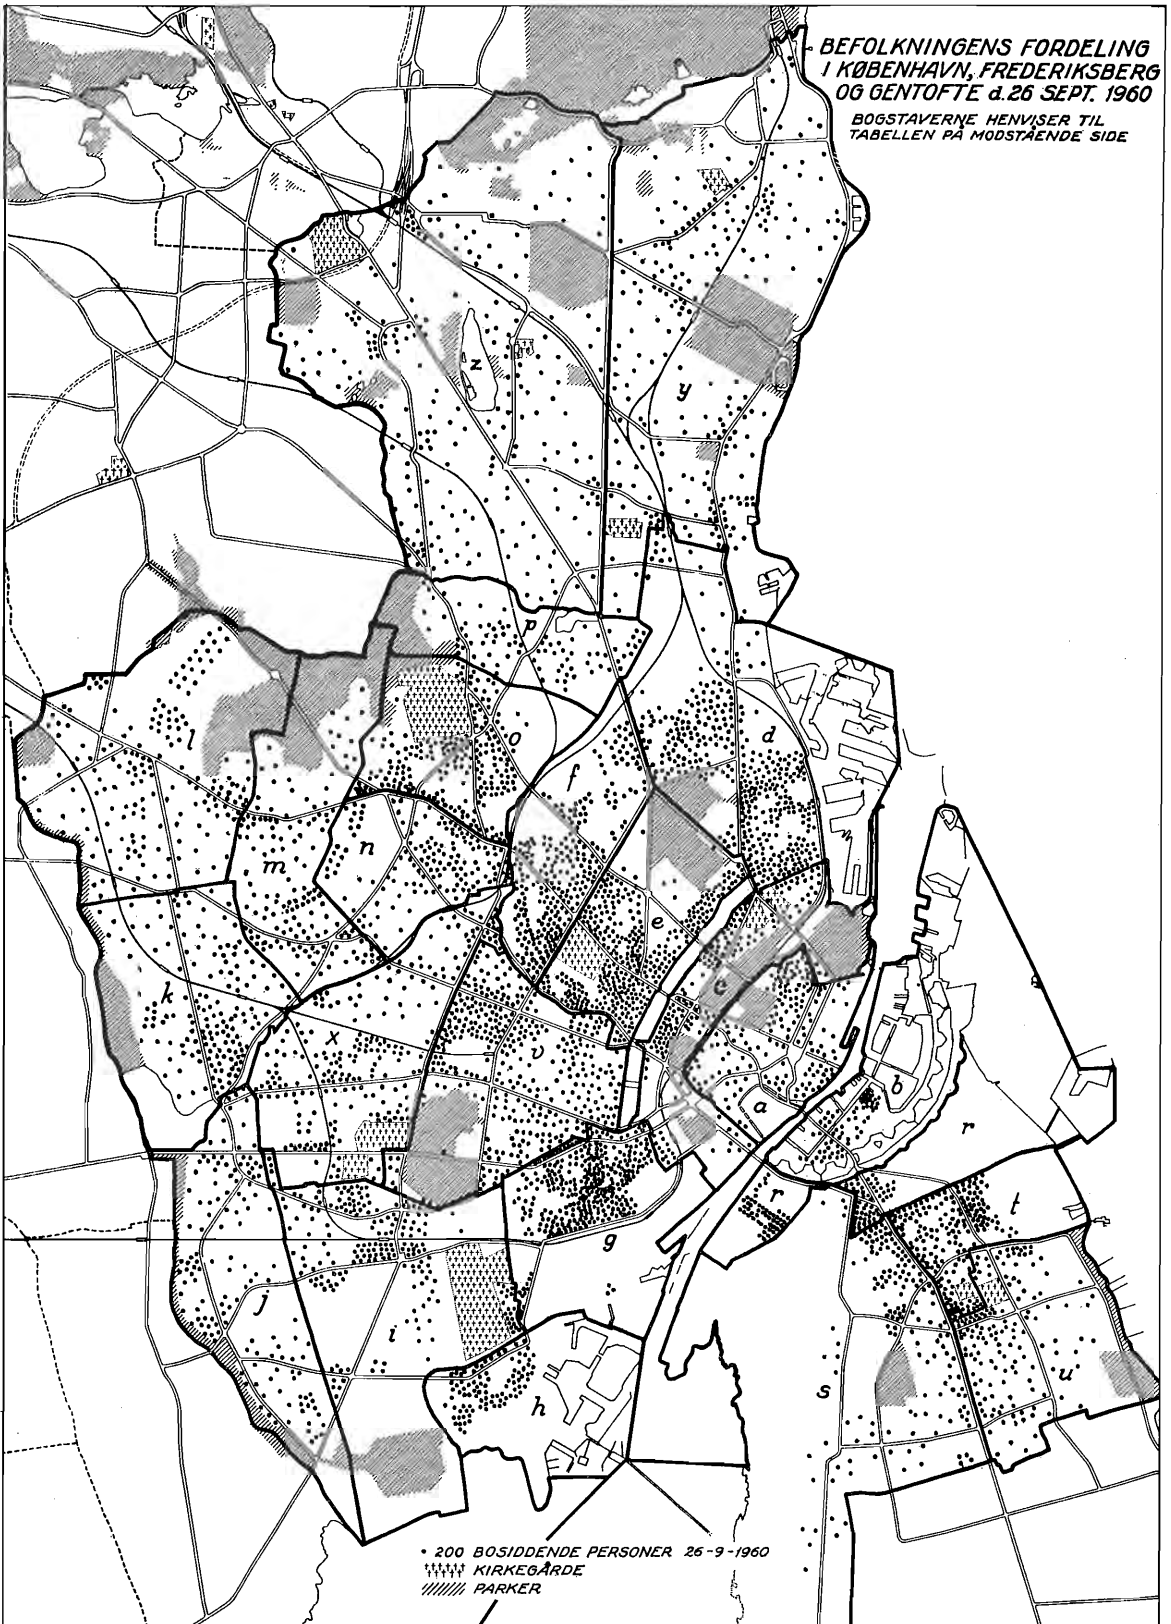 BEFOLKNINGENS FORDELING
I KØBENHAVN, FREDERIKSBERG
OG GENTOFTE d. 26 SEPT. 1960
BOGSTAVERNE HENVISER TIL
TABELLEN PÅ MODSTÅENDE SIDE
z
y
p
l
o
d
f
m
n
e
c
k
x
v
b
a
r
r
t
g
j
i
s
u
h
• 200 BOSIDDENDE PERSONER 26-9-1960
KIRKEGÅRDE
PARKER